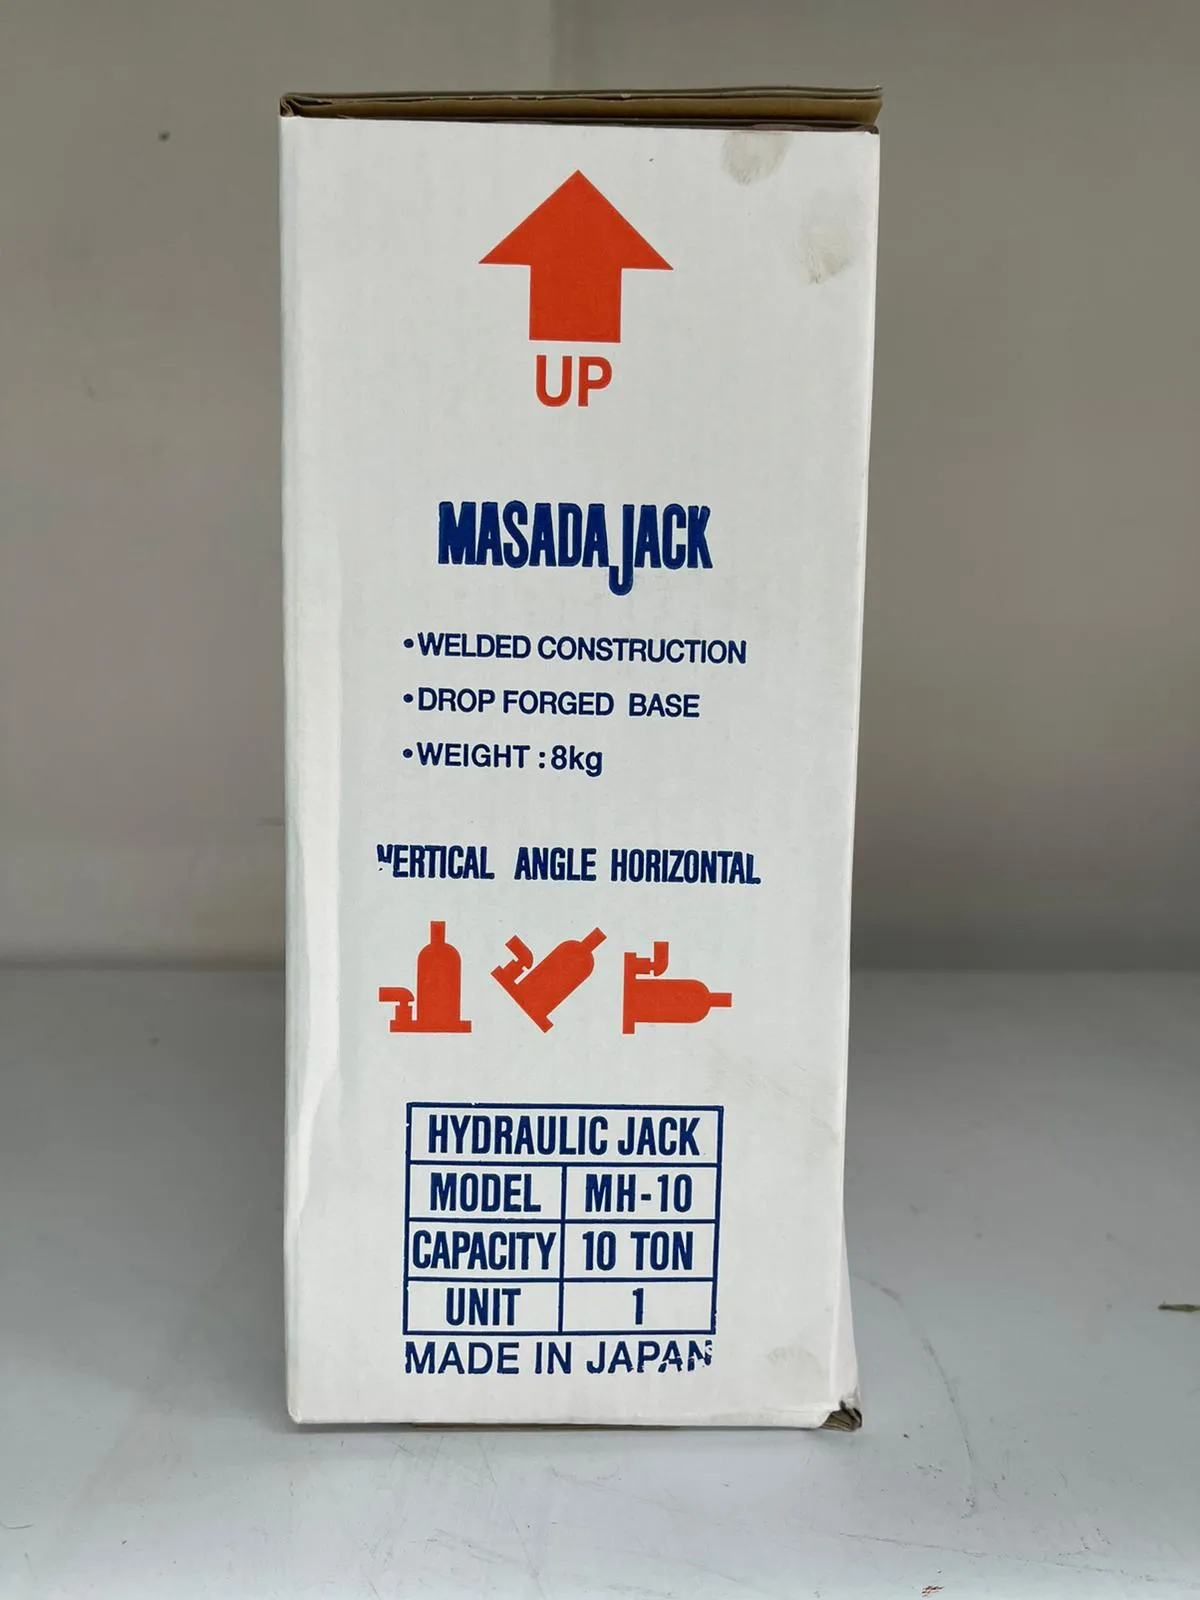 UP
MASADA JACK
•WELDED CONSTRUCTION
•DROP FORGED BASE
•WEIGHT : 8kg
VERTICAL ANGLE HORIZONTAL
HYDRAULIC JACK
MODEL MH-10
CAPACITY 10 TON
UNIT 1
MADE IN JAPAN